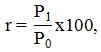 r = P₁/P₀ x100,